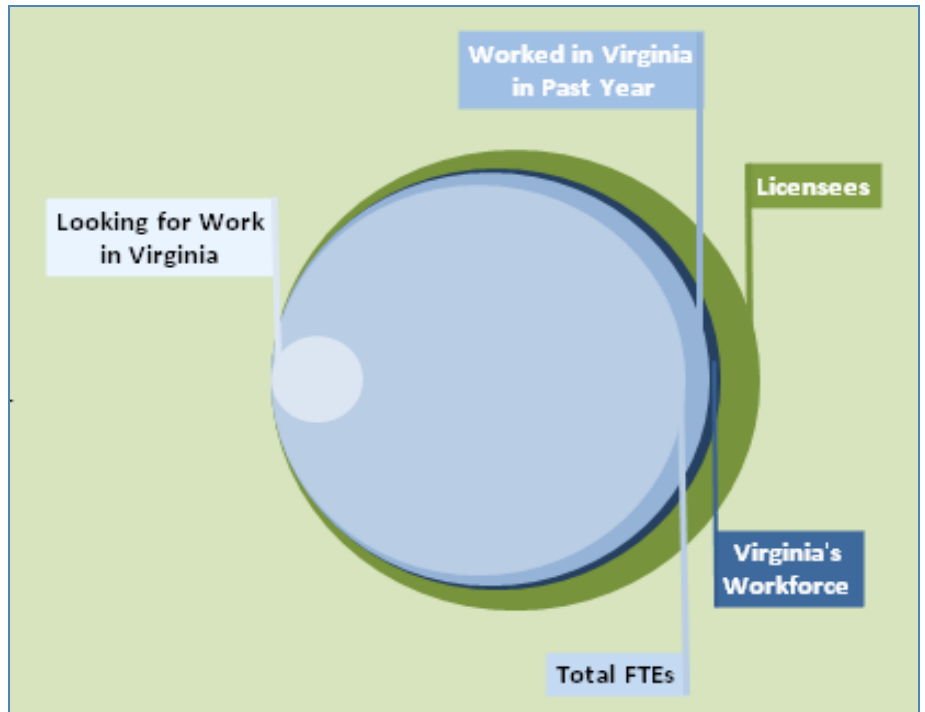 Worked in Virginia
in Past Year
Licensees
Looking for Work
in Virginia
Virginia's
Workforce
Total FTEs